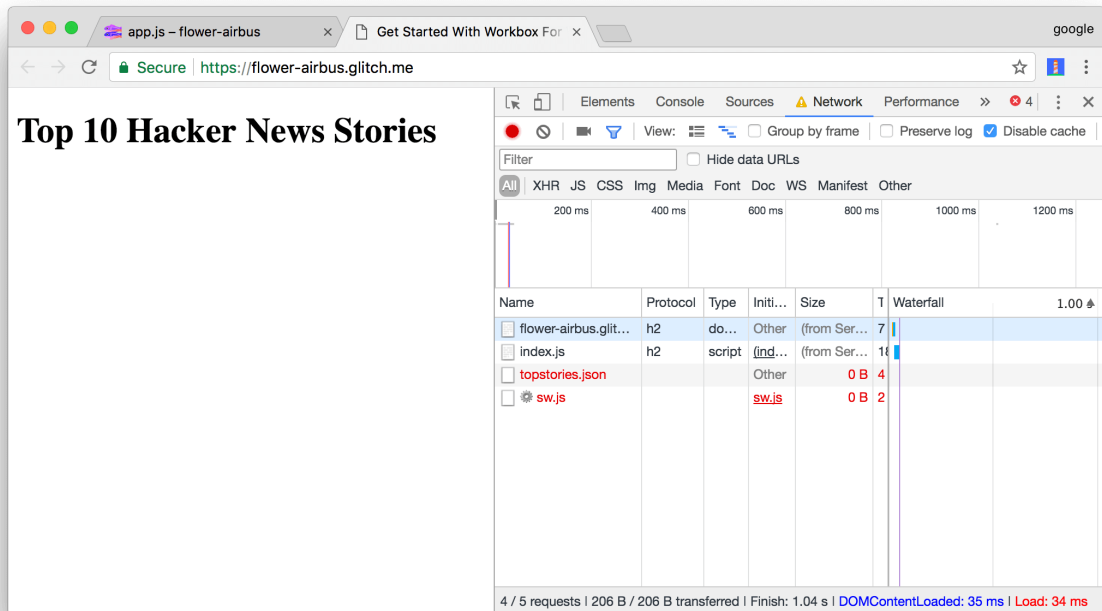 app.js – flower-airbus
Get Started With Workbox For
google
Secure https://flower-airbus.glitch.me
Top 10 Hacker News Stories
Elements Console Sources Network Performance » 4
View: Group by frame Preserve log Disable cache
Filter Hide data URLs
All XHR JS CSS Img Media Font Doc WS Manifest Other
200 ms 400 ms 600 ms 800 ms 1000 ms 1200 ms
Name Protocol Type Initi… Size T Waterfall 1.00
flower-airbus.glit… h2 do… Other (from Ser… 7
index.js h2 script (ind… (from Ser… 18
topstories.json Other 0 B 4
sw.js sw.js 0 B 2
4 / 5 requests | 206 B / 206 B transferred | Finish: 1.04 s | DOMContentLoaded: 35 ms | Load: 34 ms